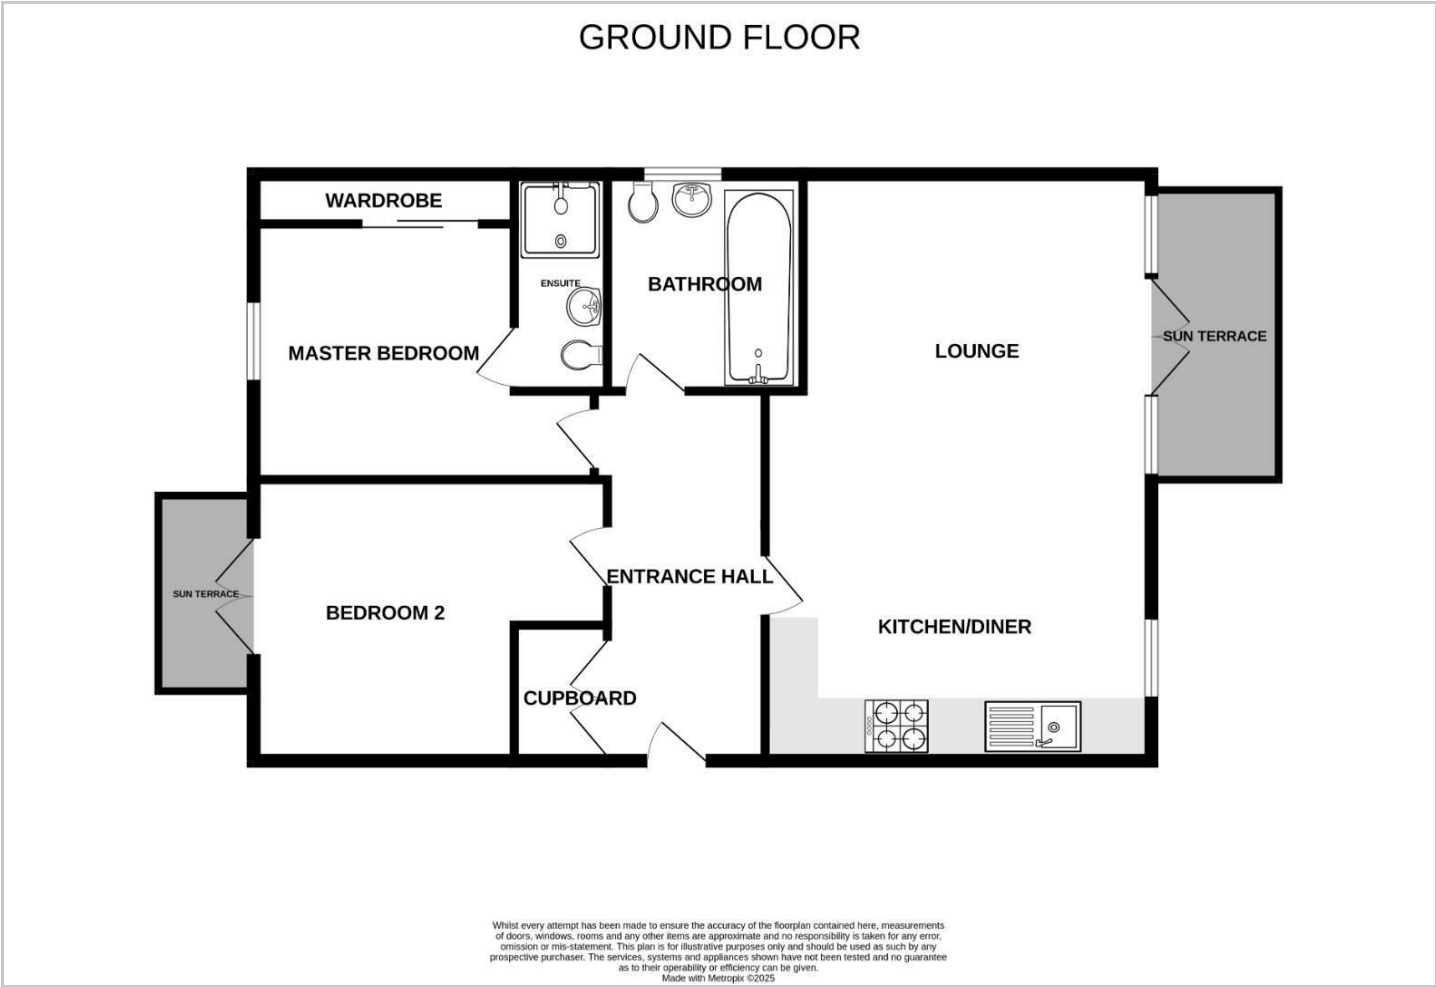 GROUND FLOOR
WARDROBE
ENSUITE
BATHROOM
MASTER BEDROOM
LOUNGE
SUN TERRACE
SUN TERRACE
BEDROOM 2
ENTRANCE HALL
KITCHEN/DINER
CUPBOARD
Whilst every attempt has been made to ensure the accuracy of the floorplan contained here, measurements
of doors, windows, rooms and any other items are approximate and no responsibility is taken for any error,
omission or mis-statement. This plan is for illustrative purposes only and should be used as such by any
prospective purchaser. The services, systems and appliances shown have not been tested and no guarantee
as to their operability or efficiency can be given.
Made with Metropix ©2025